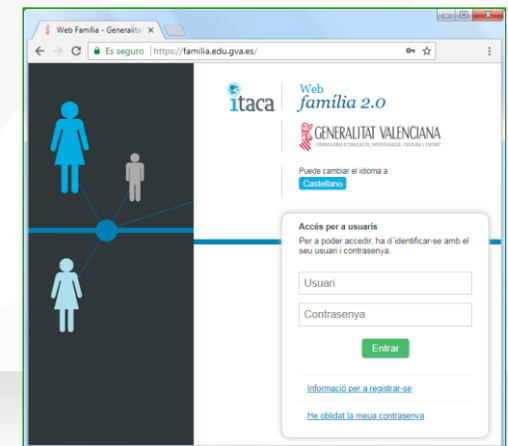 Web Família - Generalita
Es seguro | https://familia.edu.gva.es/
itaca
Web
família 2.0
GENERALITAT VALENCIANA
CONSELLERIA D'EDUCACIÓ, INVESTIGACIÓ, CULTURA I ESPORT
Puede cambiar el idioma a
Castellano
Accés per a usuaris
Per a poder accedir, ha d´identificar-se amb el
seu usuari i contrasenya.
Usuari
Contrasenya
Entrar
Informació per a registrar-se
He oblidat la meua contrasenya